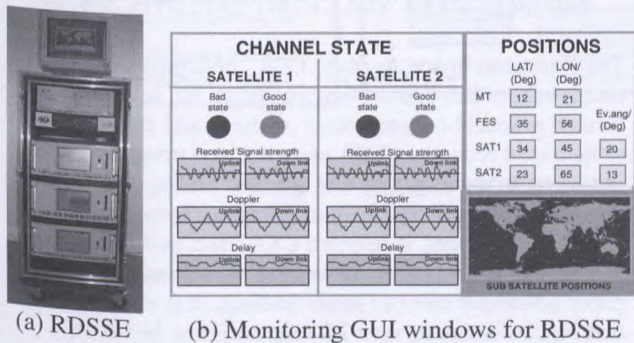 CHANNEL STATE
SATELLITE 1
SATELLITE 2
Bad state
Good state
Bad state
Good state
Received Signal strength
Received Signal strength
Uplink
Down link
Uplink
Down link
Doppler
Doppler
Uplink
Down link
Uplink
Down link
Delay
Delay
Uplink
Down link
Uplink
Down link
POSITIONS
LAT/ (Deg)
LON/ (Deg)
Ev.ang/ (Deg)
MT 12 21
FES 35 56
SAT1 34 45 20
SAT2 23 65 13
SUB SATELLITE POSITIONS
(a) RDSSE
(b) Monitoring GUI windows for RDSSE